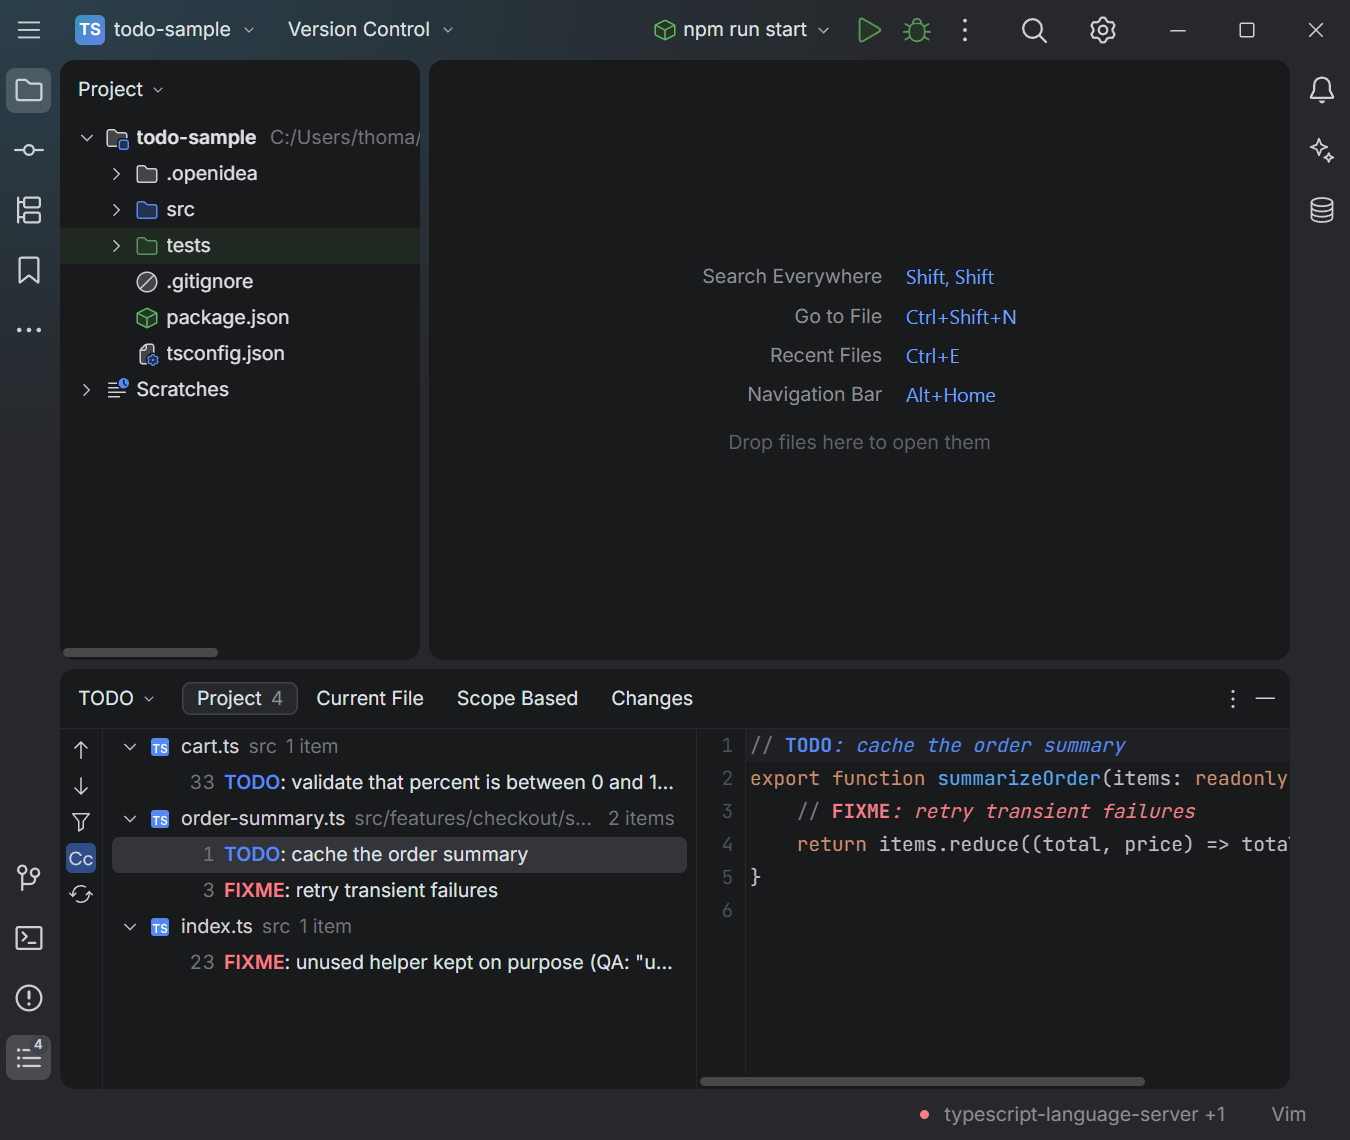 TS todo-sample Version Control npm run start
Project
todo-sample C:/Users/thoma/
.openidea
src
tests
.gitignore
package.json
tsconfig.json
Scratches
Search Everywhere Shift, Shift
Go to File Ctrl+Shift+N
Recent Files Ctrl+E
Navigation Bar Alt+Home
Drop files here to open them
TODO Project 4 Current File Scope Based Changes
TS cart.ts src 1 item
33 TODO: validate that percent is between 0 and 1...
TS order-summary.ts src/features/checkout/s... 2 items
1 TODO: cache the order summary
3 FIXME: retry transient failures
TS index.ts src 1 item
23 FIXME: unused helper kept on purpose (QA: "u...
Cc
4
1 // TODO: cache the order summary
2 export function summarizeOrder(items: readonly
3 // FIXME: retry transient failures
4 return items.reduce((total, price) => tota
5 }
6
typescript-language-server +1 Vim